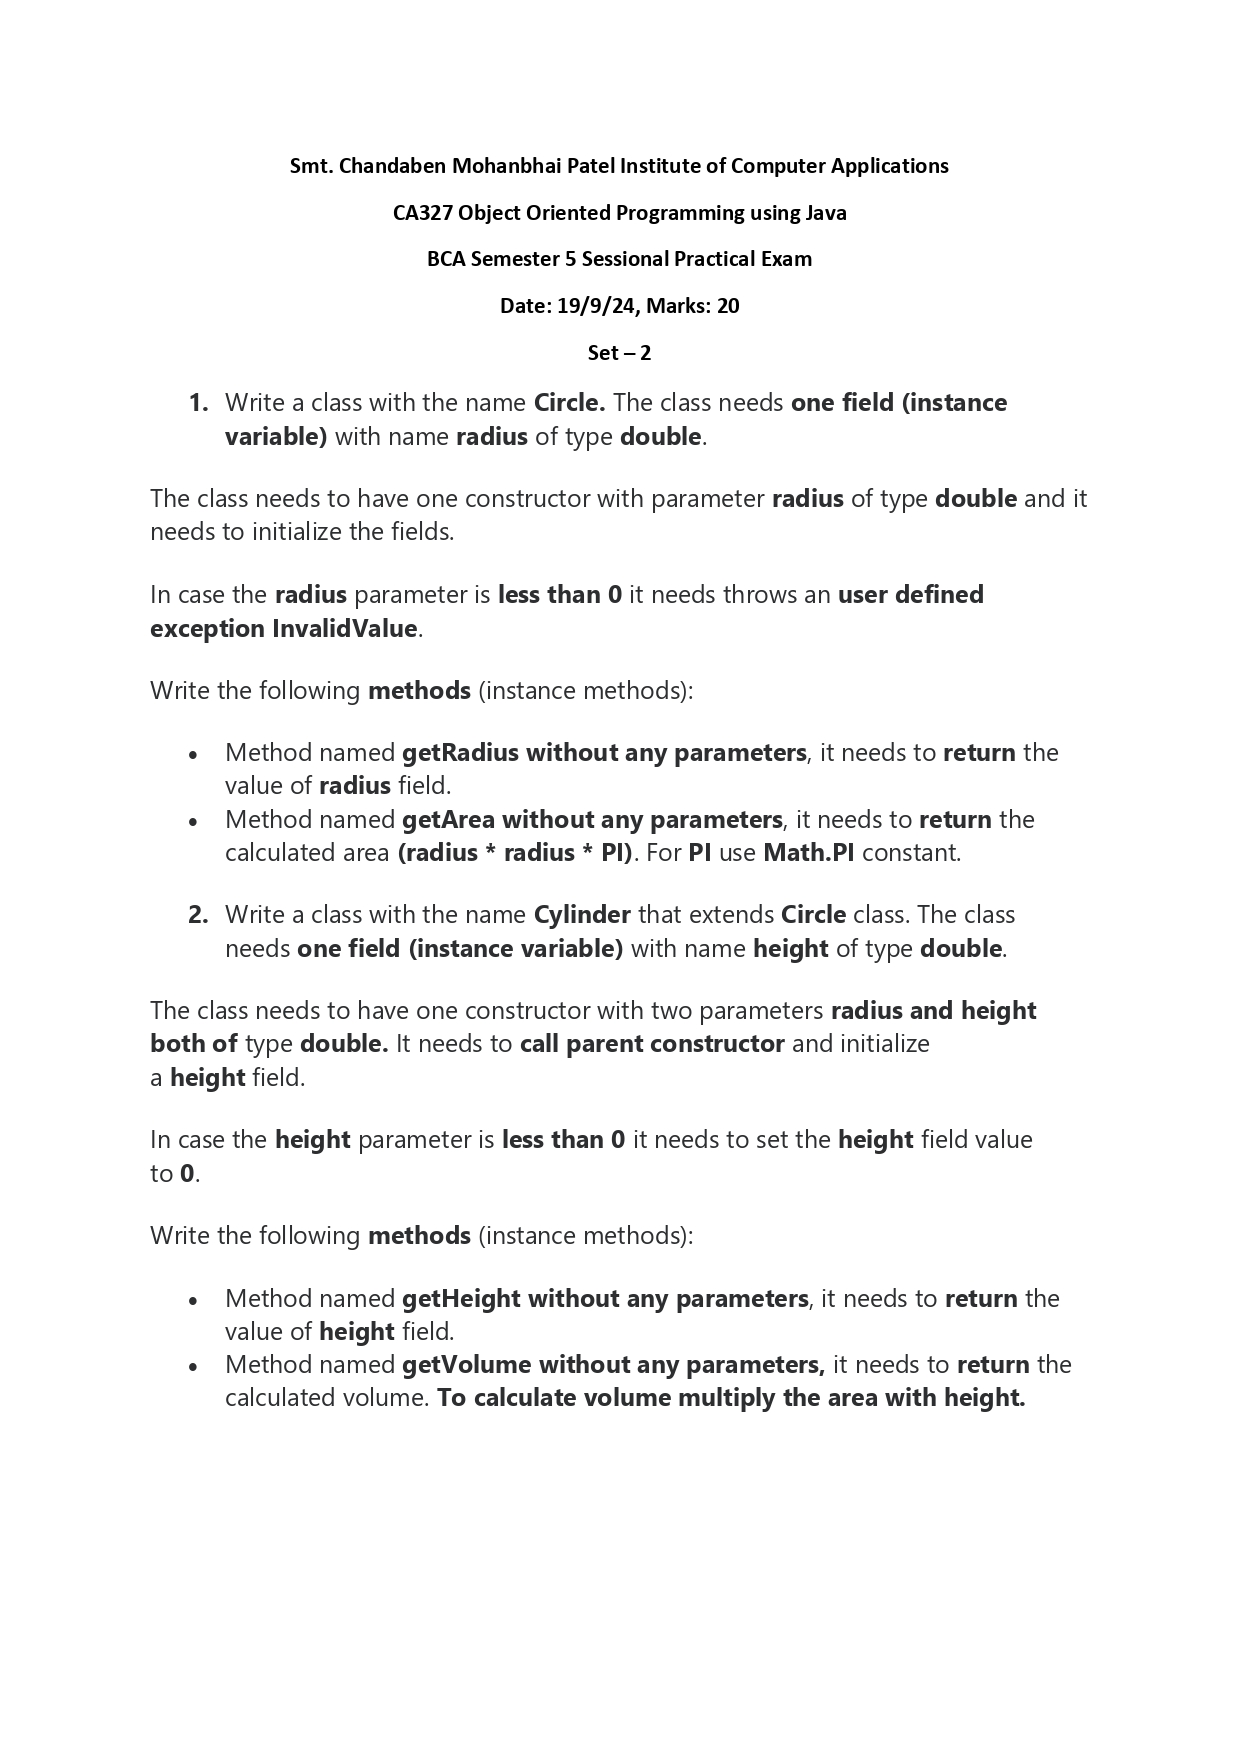 Smt. Chandaben Mohanbhai Patel Institute of Computer Applications
CA327 Object Oriented Programming using Java
BCA Semester 5 Sessional Practical Exam
Date: 19/9/24, Marks: 20
Set – 2
1. Write a class with the name Circle. The class needs one field (instance
variable) with name radius of type double.
The class needs to have one constructor with parameter radius of type double and it
needs to initialize the fields.
In case the radius parameter is less than 0 it needs throws an user defined
exception InvalidValue.
Write the following methods (instance methods):
• Method named getRadius without any parameters, it needs to return the
value of radius field.
• Method named getArea without any parameters, it needs to return the
calculated area (radius * radius * PI). For PI use Math.PI constant.
2. Write a class with the name Cylinder that extends Circle class. The class
needs one field (instance variable) with name height of type double.
The class needs to have one constructor with two parameters radius and height
both of type double. It needs to call parent constructor and initialize
a height field.
In case the height parameter is less than 0 it needs to set the height field value
to 0.
Write the following methods (instance methods):
• Method named getHeight without any parameters, it needs to return the
value of height field.
• Method named getVolume without any parameters, it needs to return the
calculated volume. To calculate volume multiply the area with height.